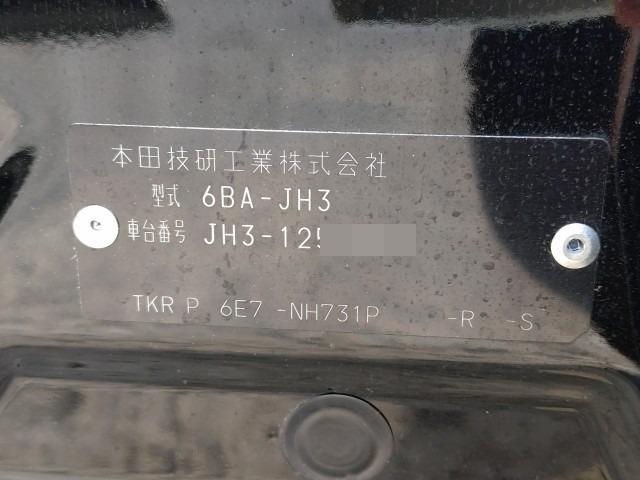 本田技研工業株式会社
型式 6BA-JH3
車台番号 JH3-125
TKR P 6E7 -NH731P -R -S